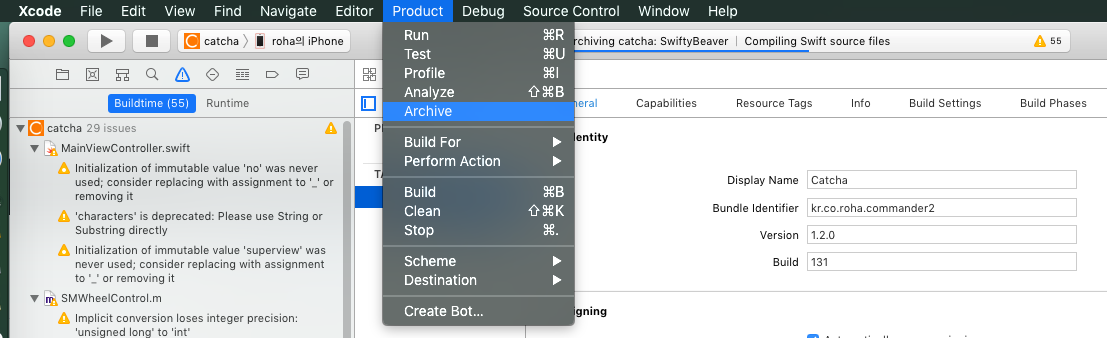 Xcode File Edit View Find Navigate Editor Product Debug Source Control Window Help
catcha roha의 iPhone
rchiving catcha: SwiftyBeaver | Compiling Swift source files
55
Run ⌘R
Test ⌘U
Profile ⌘I
Analyze ⇧⌘B
Archive
Build For
Perform Action
Build ⌘B
Clean ⇧⌘K
Stop ⌘.
Scheme
Destination
Create Bot...
Buildtime (55) Runtime
catcha 29 issues
MainViewController.swift
Initialization of immutable value 'no' was never
used; consider replacing with assignment to '_' or
removing it
'characters' is deprecated: Please use String or
Substring directly
Initialization of immutable value 'superview' was
never used; consider replacing with assignment
to '_' or removing it
SMWheelControl.m
Implicit conversion loses integer precision:
'unsigned long' to 'int'
neral Capabilities Resource Tags Info Build Settings Build Phases
entity
Display Name Catcha
Bundle Identifier kr.co.roha.commander2
Version 1.2.0
Build 131
gning